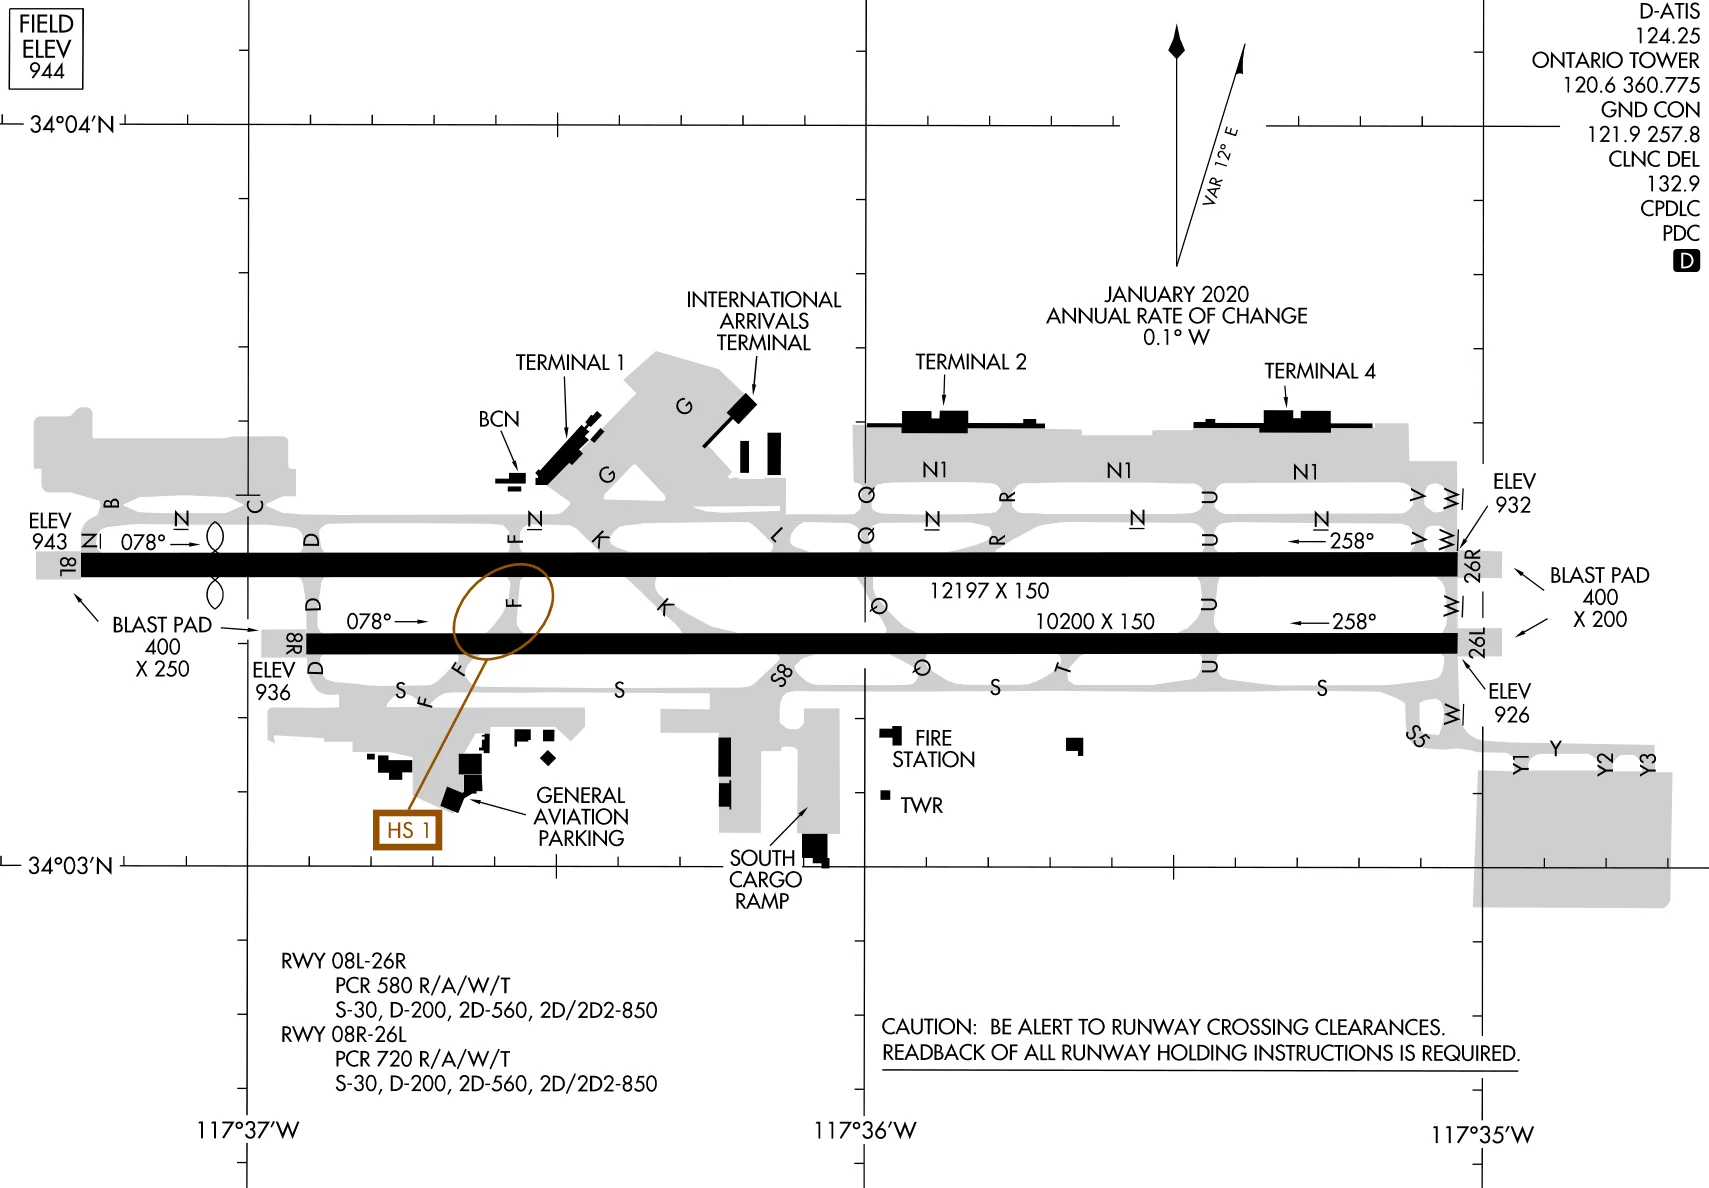 FIELD
ELEV
944
D-ATIS
124.25
ONTARIO TOWER
120.6 360.775
GND CON
121.9 257.8
CLNC DEL
132.9
CPDLC
PDC
D
34°04'N
VAR 12° E
JANUARY 2020
ANNUAL RATE OF CHANGE
0.1° W
INTERNATIONAL
ARRIVALS
TERMINAL
TERMINAL 1
TERMINAL 2
TERMINAL 4
BCN
G
G
N1
N1
N1
B
C
Q
R
U
V
W
ELEV
932
ELEV
943
N
N
N
N
N
N
078°
D
F
K
L
Q
R
U
258°
V
W
8L
26R
12197 X 150
BLAST PAD
400
X 200
BLAST PAD
400
X 250
D
F
K
Q
U
W
078°
10200 X 150
258°
8R
26L
ELEV
936
D
F
S8
Q
T
U
S
F
S
S
S
W
ELEV
926
S5
Y
Y1
Y2
Y3
FIRE
STATION
TWR
GENERAL
AVIATION
PARKING
HS 1
SOUTH
CARGO
RAMP
34°03'N
RWY 08L-26R
PCR 580 R/A/W/T
S-30, D-200, 2D-560, 2D/2D2-850
RWY 08R-26L
PCR 720 R/A/W/T
S-30, D-200, 2D-560, 2D/2D2-850
CAUTION: BE ALERT TO RUNWAY CROSSING CLEARANCES.
READBACK OF ALL RUNWAY HOLDING INSTRUCTIONS IS REQUIRED.
117°37'W
117°36'W
117°35'W